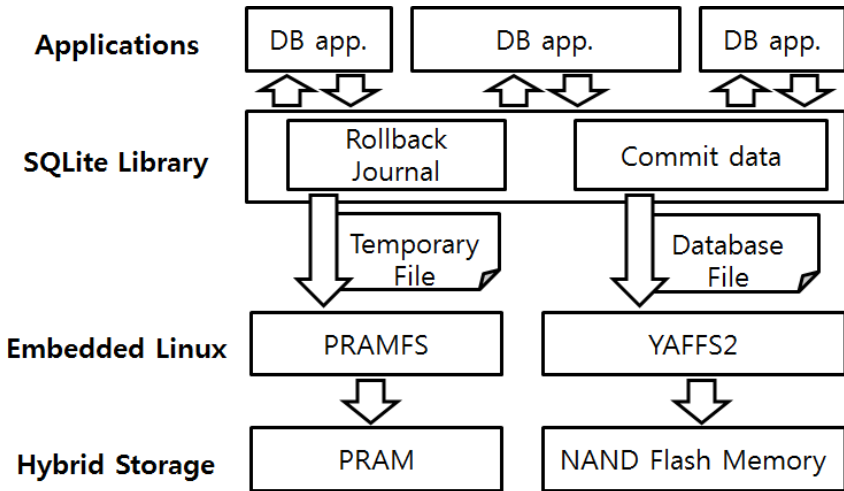 Applications
DB app.
DB app.
DB app.
SQLite Library
Rollback
Journal
Commit data
Temporary
File
Database
File
Embedded Linux
PRAMFS
YAFFS2
Hybrid Storage
PRAM
NAND Flash Memory